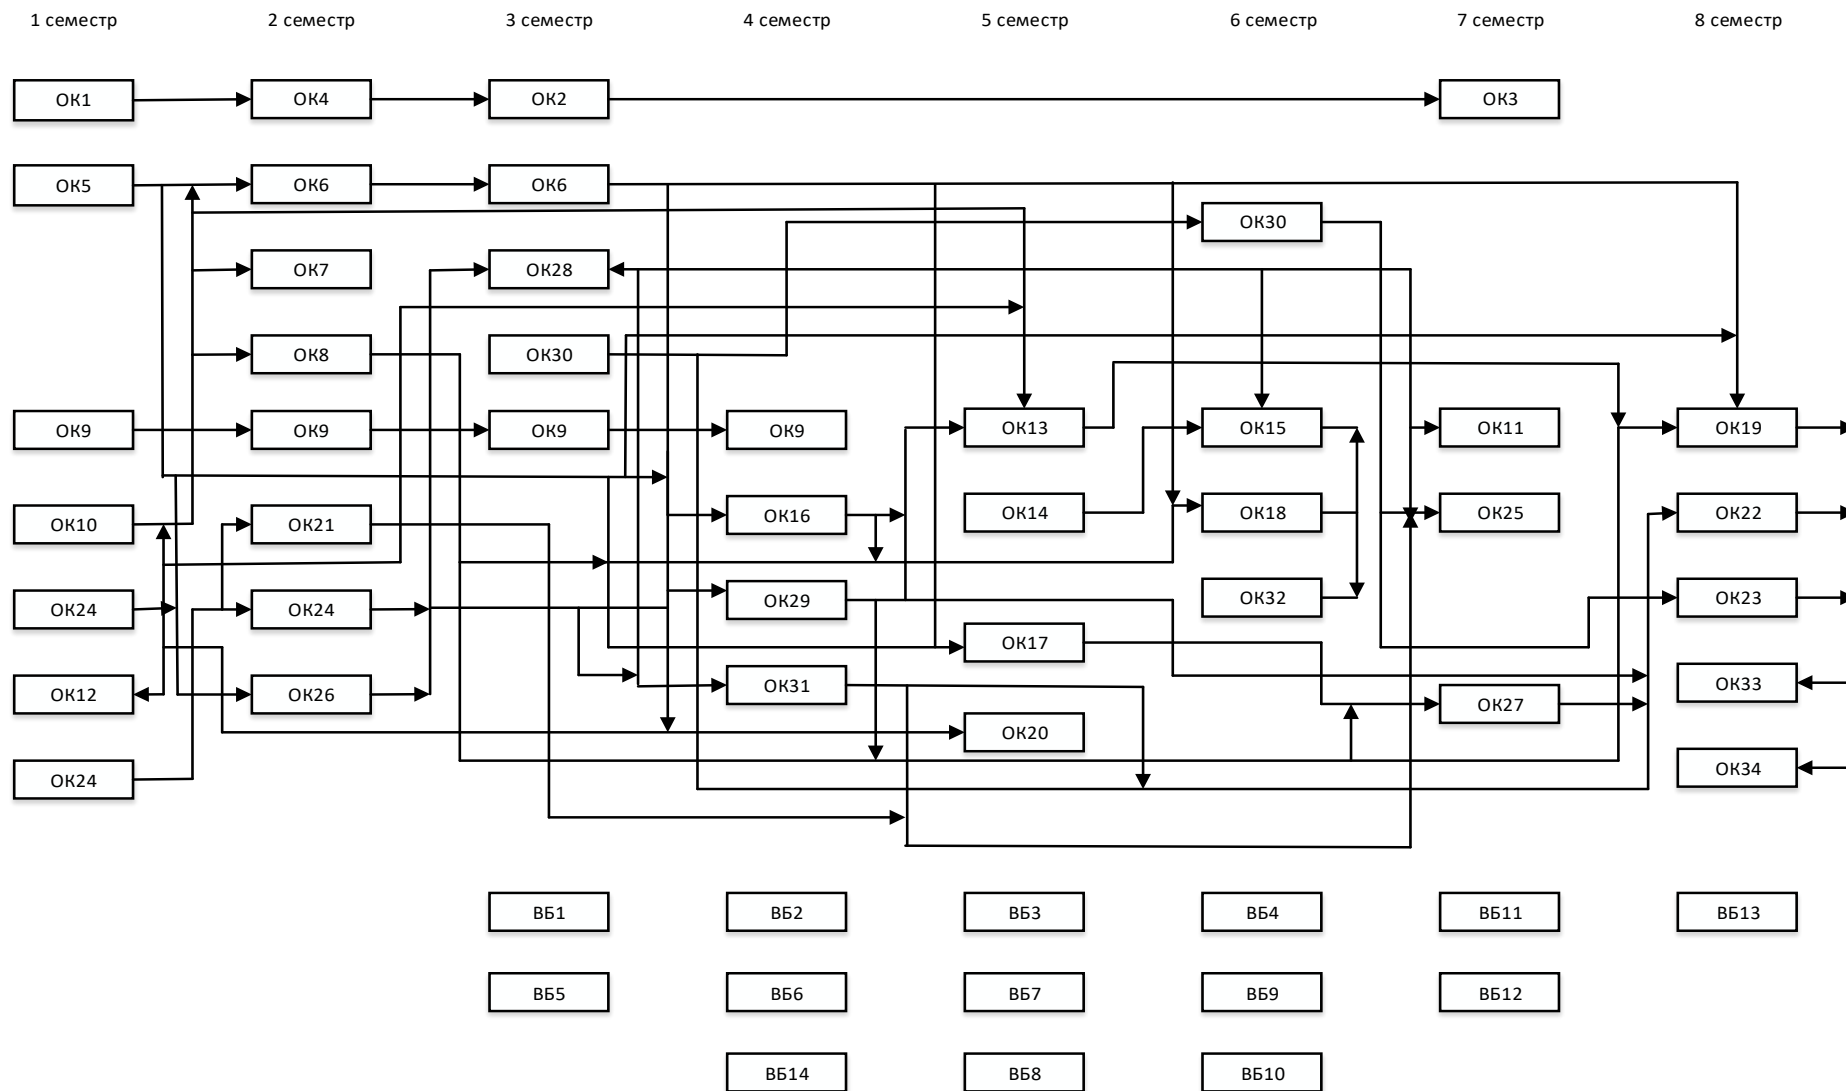 1 семестр 2 семестр 3 семестр 4 семестр 5 семестр 6 семестр 7 семестр 8 семестр
ОК1 ОК4 ОК2 ОК3
ОК5 ОК6 ОК6
ОК30
ОК7 ОК28
ОК8 ОК30
ОК9 ОК9 ОК9 ОК9 ОК13 ОК15 ОК11 ОК19
ОК10 ОК21 ОК16 ОК14 ОК18 ОК25 ОК22
ОК24 ОК24 ОК29 ОК32 ОК23
ОК17
ОК12 ОК26 ОК31 ОК27 ОК33
ОК20
ОК24 ОК34
ВБ1 ВБ2 ВБ3 ВБ4 ВБ11 ВБ13
ВБ5 ВБ6 ВБ7 ВБ9 ВБ12
ВБ14 ВБ8 ВБ10